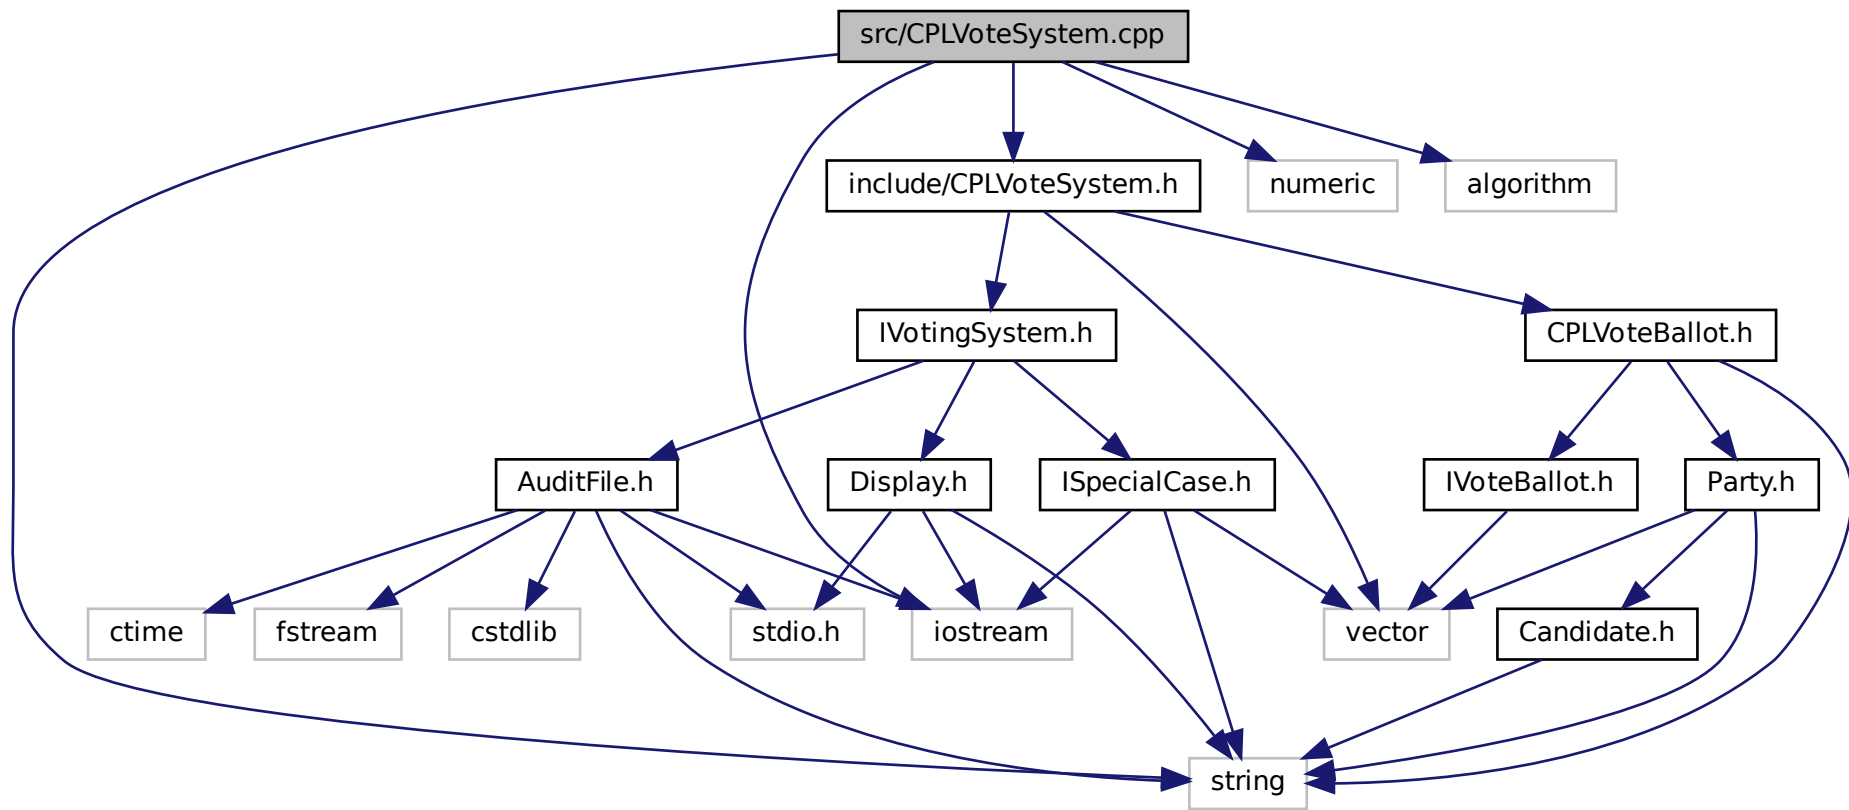 src/CPLVoteSystem.cpp
include/CPLVoteSystem.h
numeric
algorithm
IVotingSystem.h
CPLVoteBallot.h
AuditFile.h
Display.h
ISpecialCase.h
IVoteBallot.h
Party.h
ctime
fstream
cstdlib
stdio.h
iostream
vector
Candidate.h
string